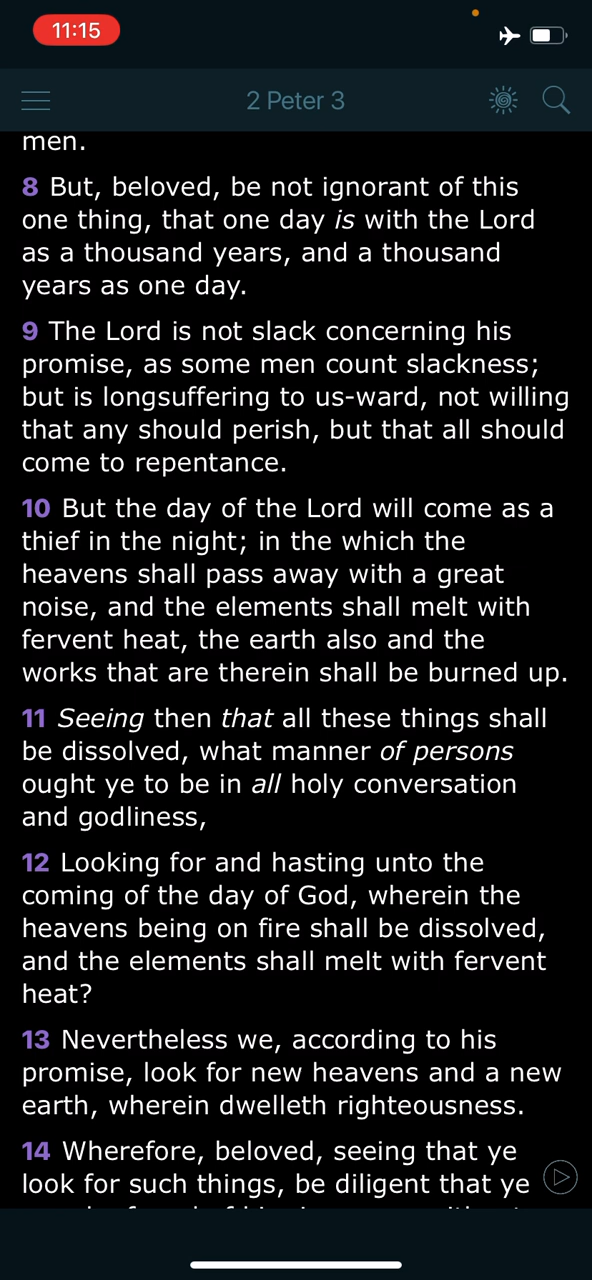 11:15
2 Peter 3
men.
8 But, beloved, be not ignorant of this
one thing, that one day is with the Lord
as a thousand years, and a thousand
years as one day.
9 The Lord is not slack concerning his
promise, as some men count slackness;
but is longsuffering to us-ward, not willing
that any should perish, but that all should
come to repentance.
10 But the day of the Lord will come as a
thief in the night; in the which the
heavens shall pass away with a great
noise, and the elements shall melt with
fervent heat, the earth also and the
works that are therein shall be burned up.
11 Seeing then that all these things shall
be dissolved, what manner of persons
ought ye to be in all holy conversation
and godliness,
12 Looking for and hasting unto the
coming of the day of God, wherein the
heavens being on fire shall be dissolved,
and the elements shall melt with fervent
heat?
13 Nevertheless we, according to his
promise, look for new heavens and a new
earth, wherein dwelleth righteousness.
14 Wherefore, beloved, seeing that ye
look for such things, be diligent that ye